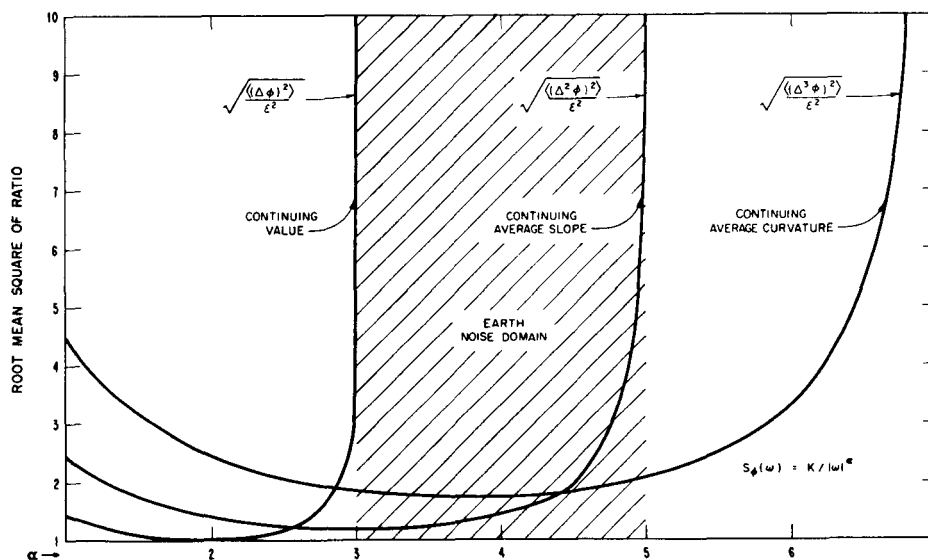 10
9
8
7
6
5
4
3
2
1
ROOT MEAN SQUARE OF RATIO
√⟨(Δφ)²⟩/ε²
√⟨(Δ²φ)²⟩/ε²
√⟨(Δ³φ)²⟩/ε²
CONTINUING
VALUE
CONTINUING
AVERAGE SLOPE
CONTINUING
AVERAGE CURVATURE
EARTH
NOISE DOMAIN
S_φ(ω) = K/|ω|^α
α → 2 3 4 5 6